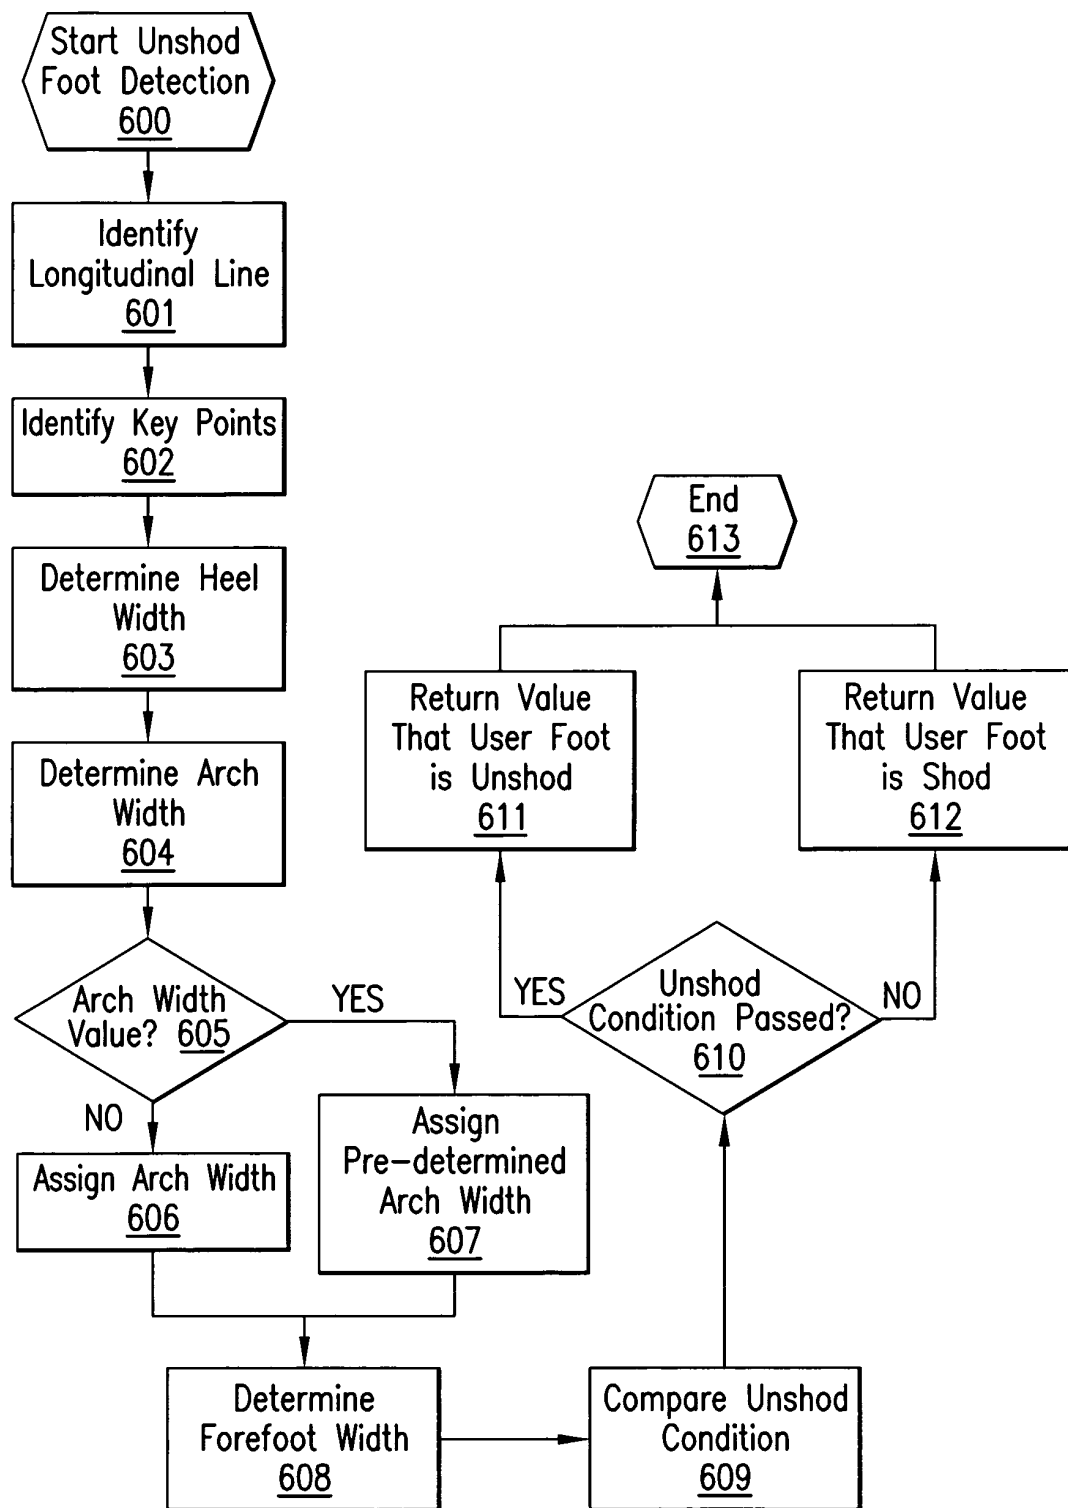 Start Unshod
Foot Detection
600
Identify
Longitudinal Line
601
Identify Key Points
602
Determine Heel
Width
603
Determine Arch
Width
604
Arch Width
Value? 605
YES
NO
Assign Arch Width
606
Assign
Pre-determined
Arch Width
607
Determine
Forefoot Width
608
Compare Unshod
Condition
609
Unshod
Condition Passed?
610
YES
NO
Return Value
That User Foot
is Unshod
611
Return Value
That User Foot
is Shod
612
End
613